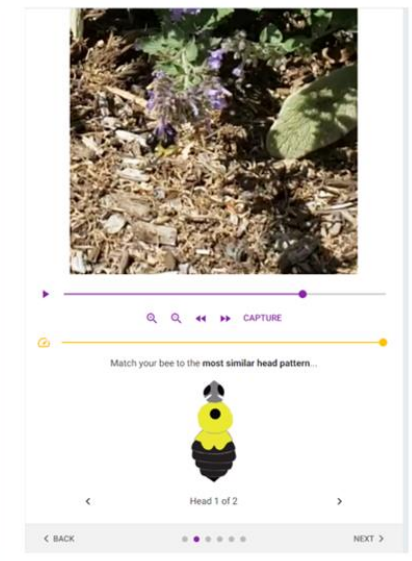 CAPTURE
Match your bee to the most similar head pattern...
Head 1 of 2
BACK
NEXT